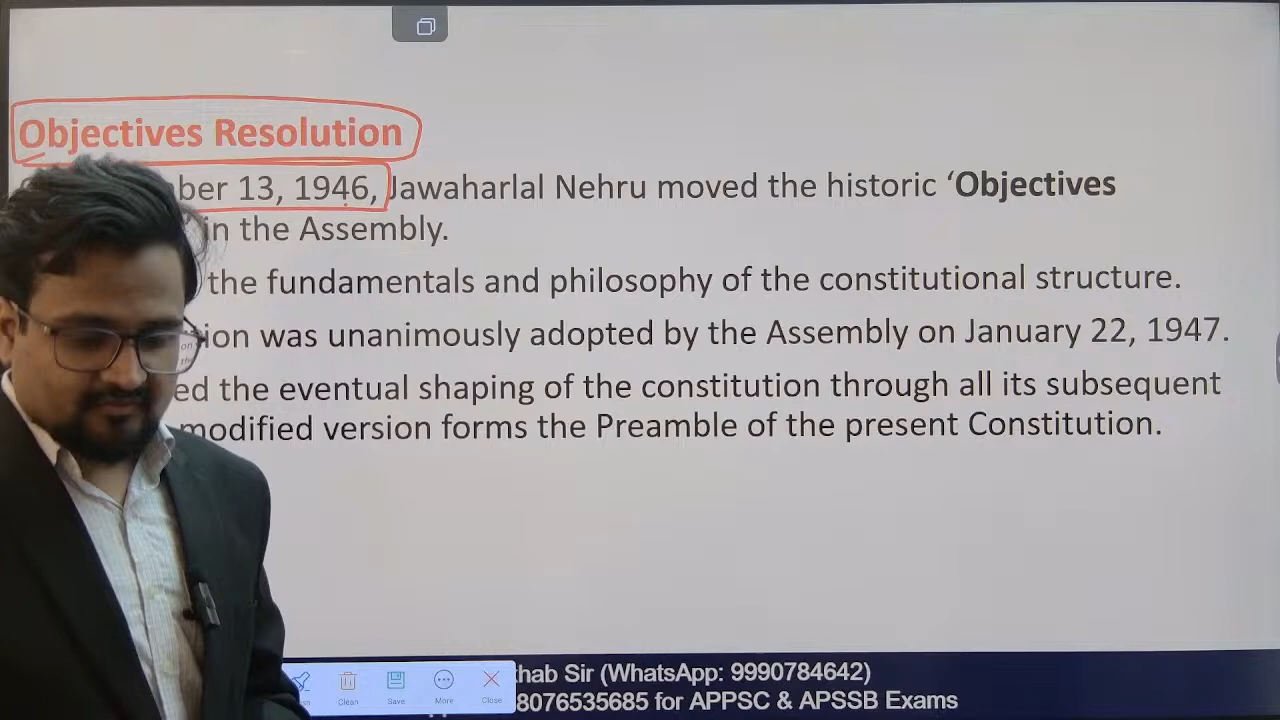 Objectives Resolution
ber 13, 1946, Jawaharlal Nehru moved the historic ‘Objectives
in the Assembly.
the fundamentals and philosophy of the constitutional structure.
ion was unanimously adopted by the Assembly on January 22, 1947.
ed the eventual shaping of the constitution through all its subsequent
modified version forms the Preamble of the present Constitution.
hab Sir (WhatsApp: 9990784642)
8076535685 for APPSC & APSSB Exams
Clean Save More Close